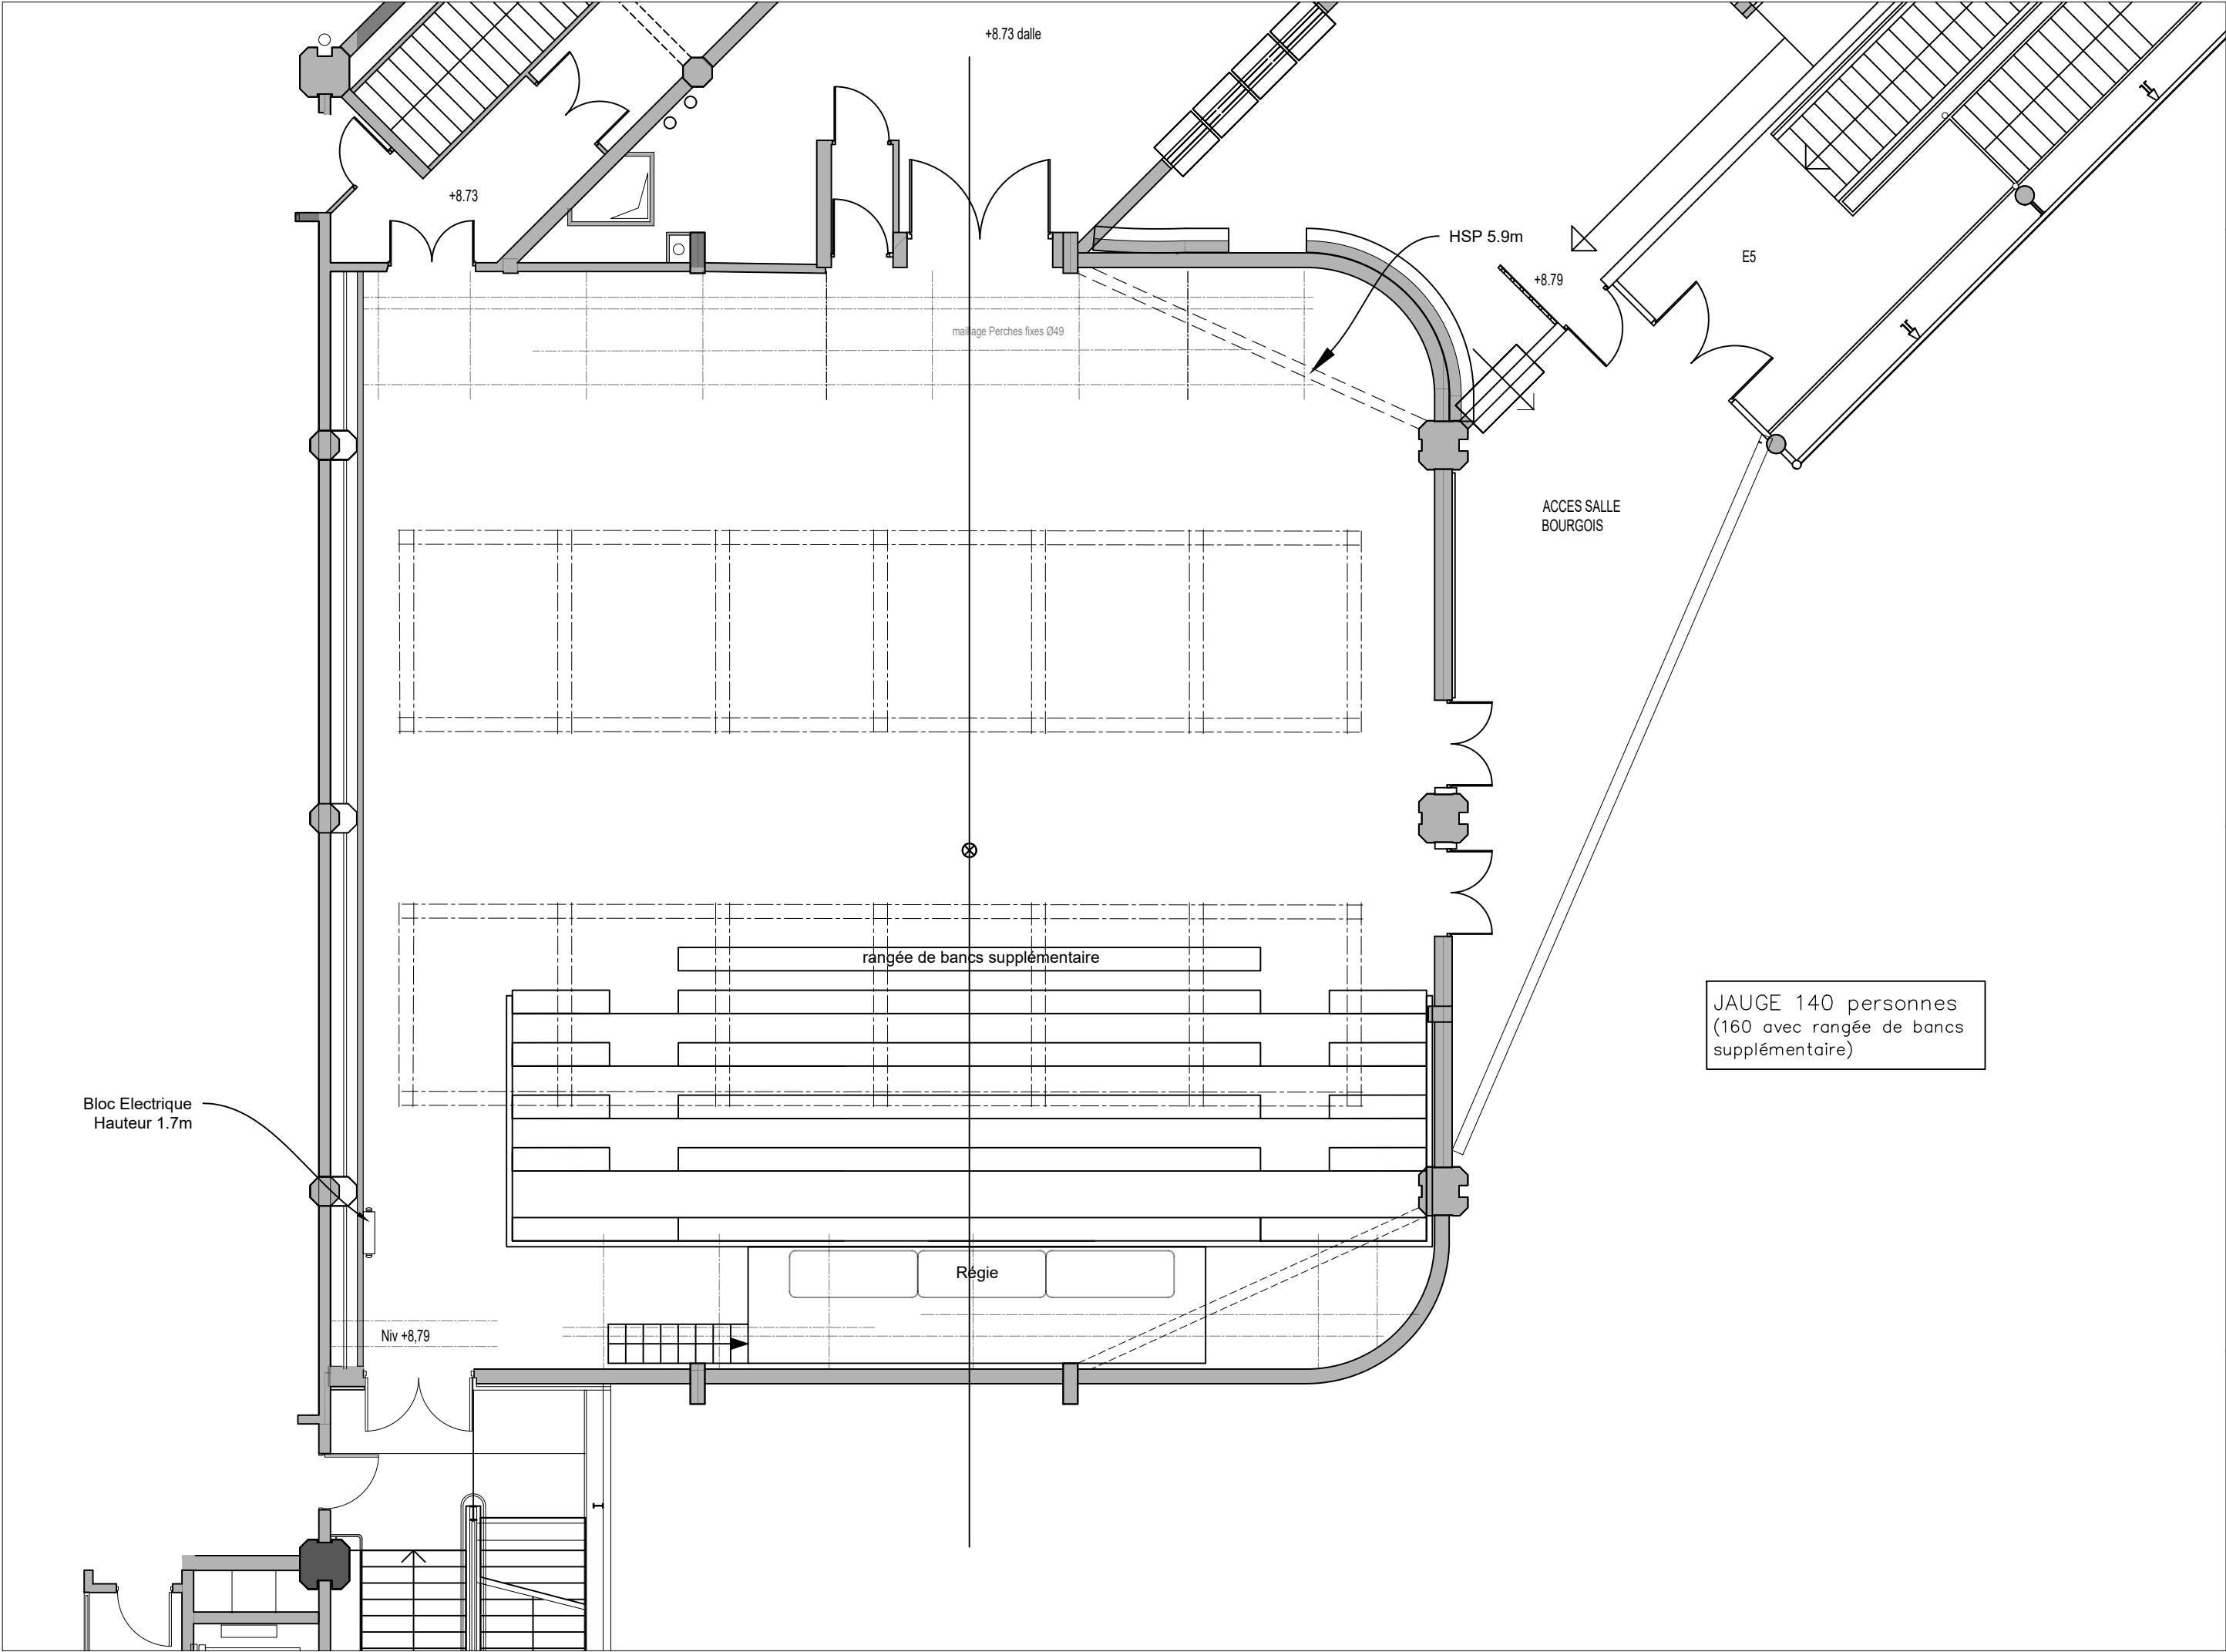 +8.73 dalle
+8.73
HSP 5.9m
E5
+8.79
maillage Perches fixes Ø49
ACCES SALLE
BOURGOIS
rangée de bancs supplémentaire
JAUGE 140 personnes
(160 avec rangée de bancs
supplémentaire)
Bloc Electrique
Hauteur 1.7m
Régie
Niv +8,79